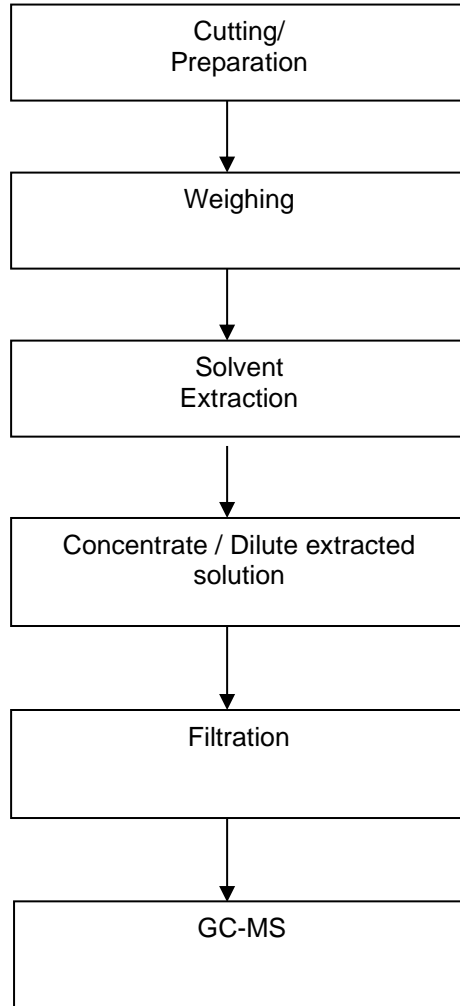 Cutting/
Preparation
Weighing
Solvent
Extraction
Concentrate / Dilute extracted
solution
Filtration
GC-MS